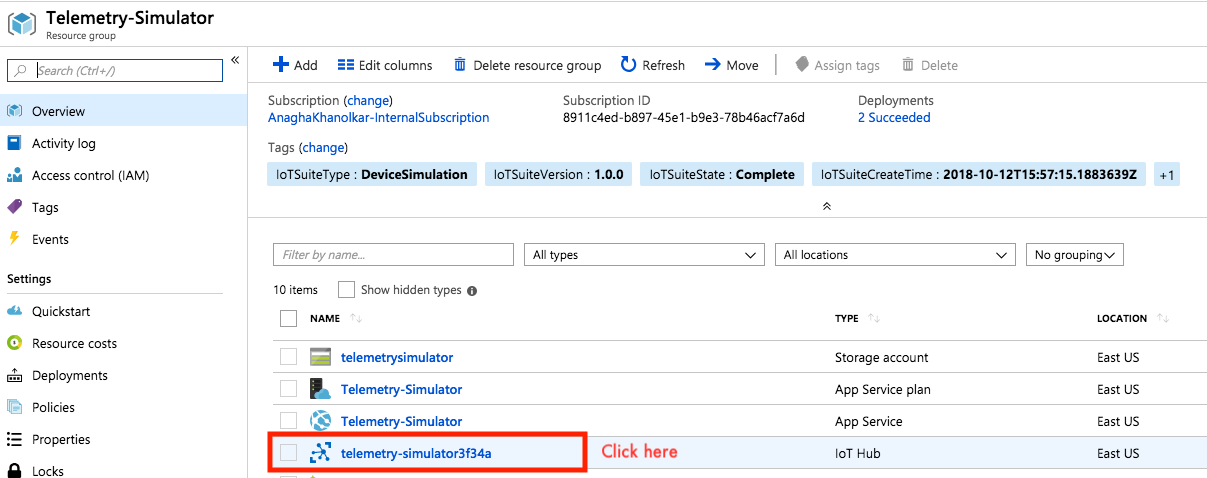 Telemetry-Simulator
Resource group
Search (Ctrl+/)
«
Overview
Activity log
Access control (IAM)
Tags
Events
Settings
Quickstart
Resource costs
Deployments
Policies
Properties
Locks
Add Edit columns Delete resource group Refresh Move Assign tags Delete
Subscription (change) Subscription ID Deployments
AnaghaKhanolkar-InternalSubscription 8911c4ed-b897-45e1-b9e3-78b46acf7a6d 2 Succeeded
Tags (change)
IoTSuiteType : DeviceSimulation IoTSuiteVersion : 1.0.0 IoTSuiteState : Complete IoTSuiteCreateTime : 2018-10-12T15:57:15.1883639Z +1
Filter by name... All types All locations No grouping
10 items Show hidden types
NAME TYPE LOCATION
telemetrysimulator Storage account East US
Telemetry-Simulator App Service plan East US
Telemetry-Simulator App Service East US
telemetry-simulator3f34a Click here IoT Hub East US